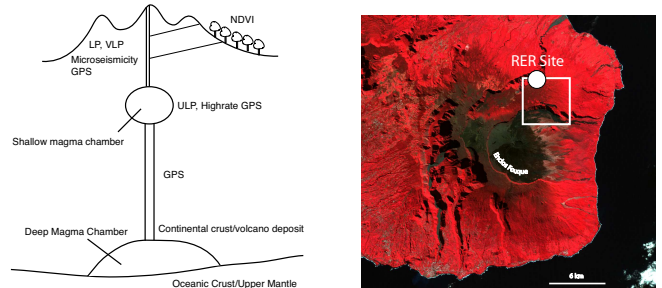 NDVI
LP, VLP
Microseismicity
GPS
ULP, Highrate GPS
Shallow magma chamber
GPS
Deep Magma Chamber
Continental crust/volcano deposit
Oceanic Crust/Upper Mantle
RER Site
Enclos Fouque
6 km